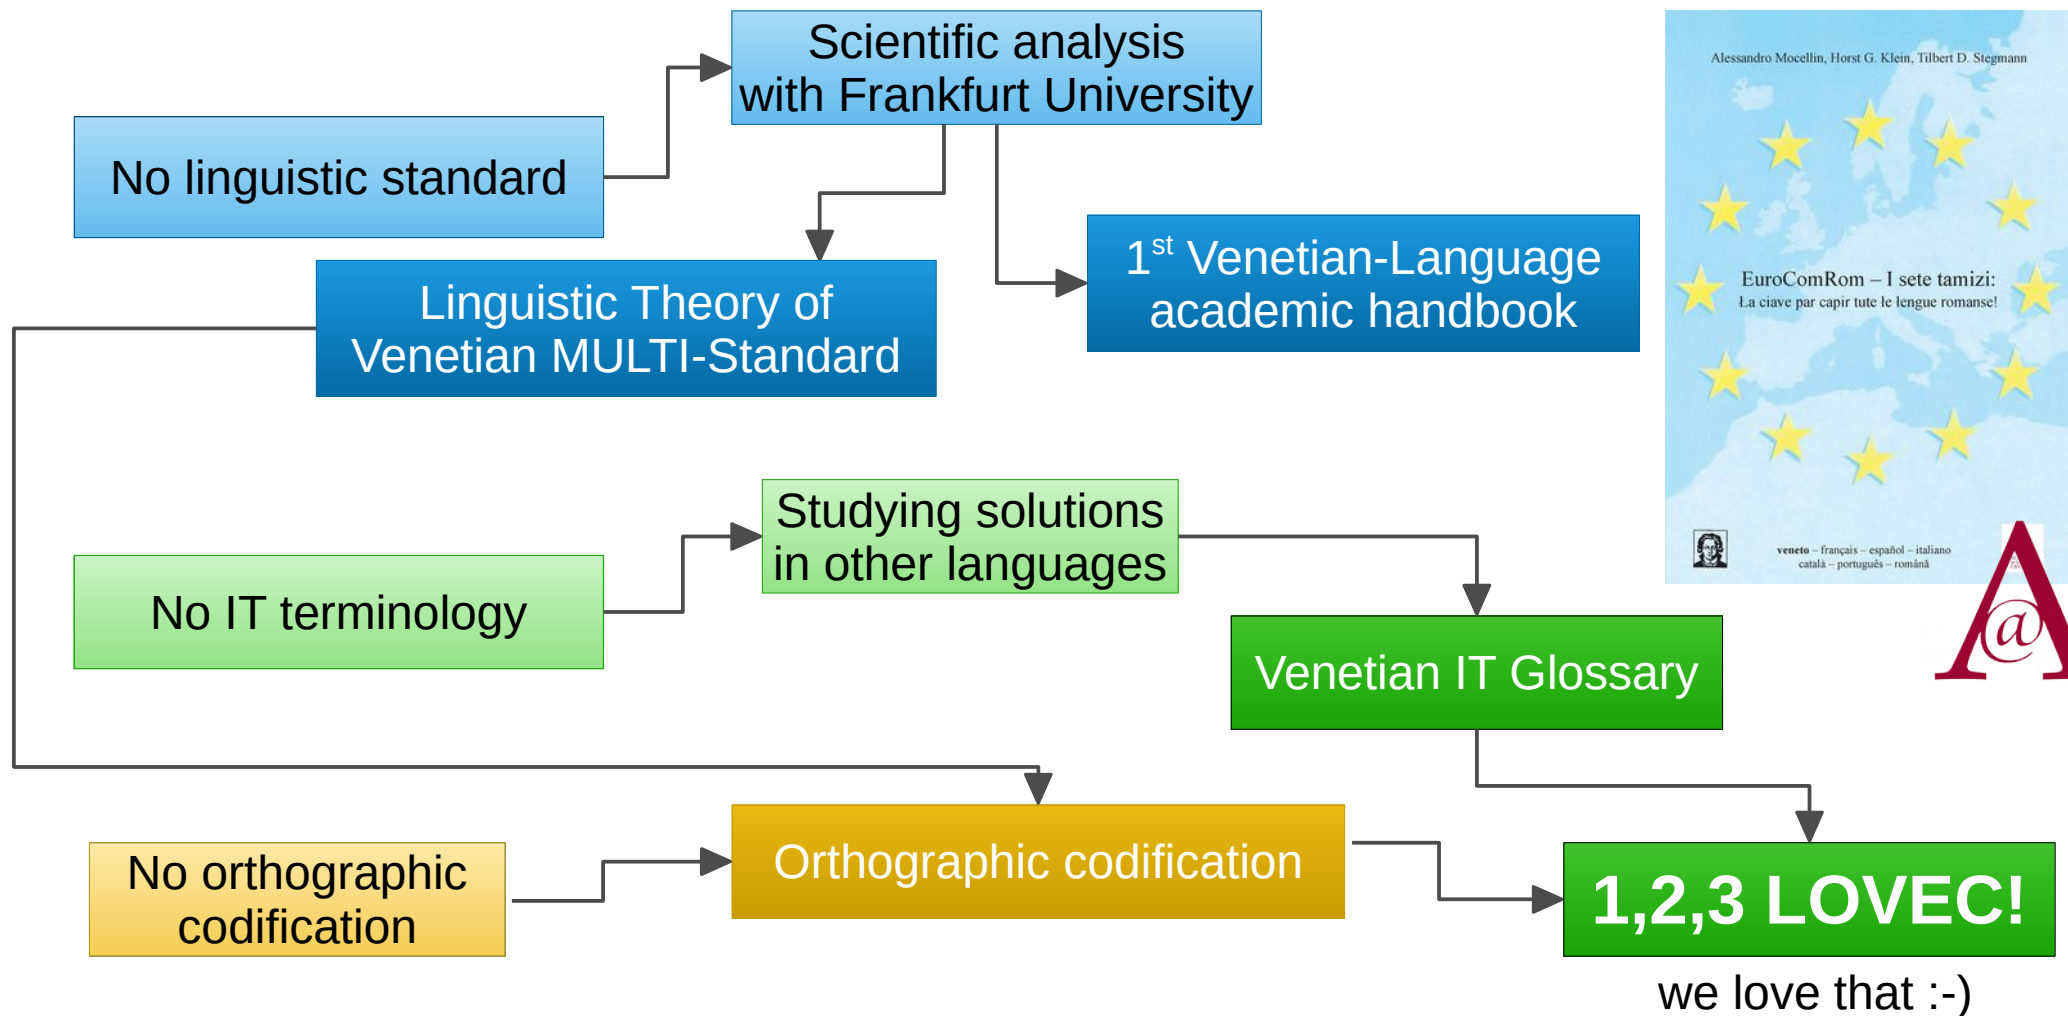 Scientific analysis
with Frankfurt University
No linguistic standard
1st Venetian-Language
academic handbook
Linguistic Theory of
Venetian MULTI-Standard
Alessandro Mocellin, Horst G. Klein, Tilbert D. Stegmann
EuroComRom – I sete tamizi:
Ła ciave par capir tute łe łengue romanse!
veneto – français – español – italiano
català – português – română
Studying solutions
in other languages
No IT terminology
Venetian IT Glossary
A
@
Orthographic codification
No orthographic
codification
1,2,3 LOVEC!
we love that :-)